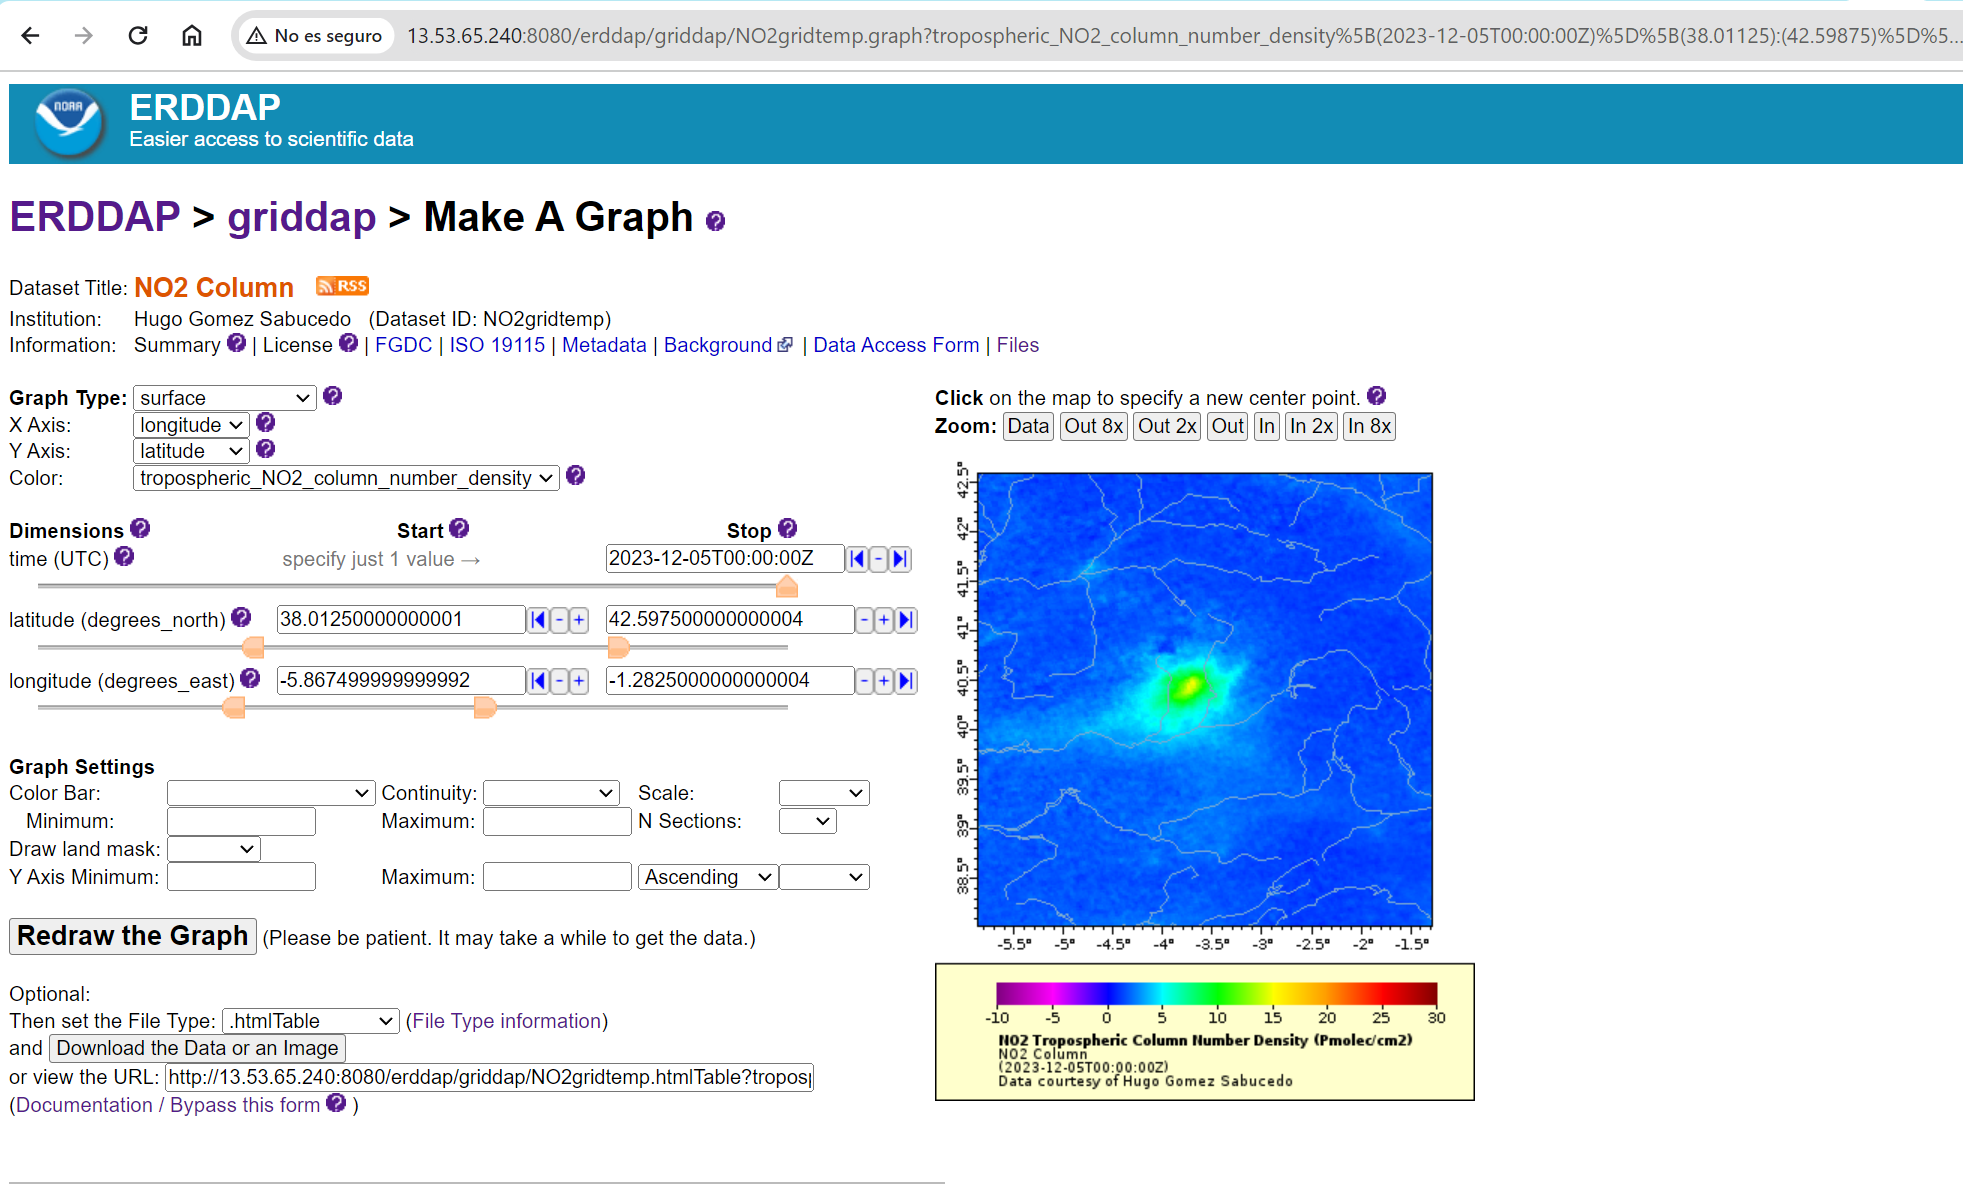 No es seguro 13.53.65.240:8080/erddap/griddap/NO2gridtemp.graph?tropospheric_NO2_column_number_density%5B(2023-12-05T00:00:00Z)%5D%5B(38.01125):(42.59875)%5D%5...
NOAA
ERDDAP
Easier access to scientific data
ERDDAP > griddap > Make A Graph ?
Dataset Title: NO2 Column RSS
Institution: Hugo Gomez Sabucedo (Dataset ID: NO2gridtemp)
Information: Summary ? | License ? | FGDC | ISO 19115 | Metadata | Background | Data Access Form | Files
Graph Type: surface ?
X Axis: longitude ?
Y Axis: latitude ?
Color: tropospheric_NO2_column_number_density ?
Dimensions ? Start ? Stop ?
time (UTC) ? specify just 1 value → 2023-12-05T00:00:00Z -
latitude (degrees_north) ? 38.01250000000001 - + 42.597500000000004 - +
longitude (degrees_east) ? -5.867499999999992 - + -1.2825000000000004 - +
Graph Settings
Color Bar: Continuity: Scale:
Minimum: Maximum: N Sections:
Draw land mask:
Y Axis Minimum: Maximum: Ascending
Redraw the Graph (Please be patient. It may take a while to get the data.)
Optional:
Then set the File Type: .htmlTable (File Type information)
and Download the Data or an Image
or view the URL: http://13.53.65.240:8080/erddap/griddap/NO2gridtemp.htmlTable?tropos
(Documentation / Bypass this form ? )
Click on the map to specify a new center point. ?
Zoom: Data Out 8x Out 2x Out In In 2x In 8x
42.5°
42°
41.5°
41°
40.5°
40°
39.5°
39°
38.5°
-5.5° -5° -4.5° -4° -3.5° -3° -2.5° -2° -1.5°
-10 -5 0 5 10 15 20 25 30
NO2 Tropospheric Column Number Density (Pmolec/cm2)
NO2 Column
(2023-12-05T00:00:00Z)
Data courtesy of Hugo Gomez Sabucedo